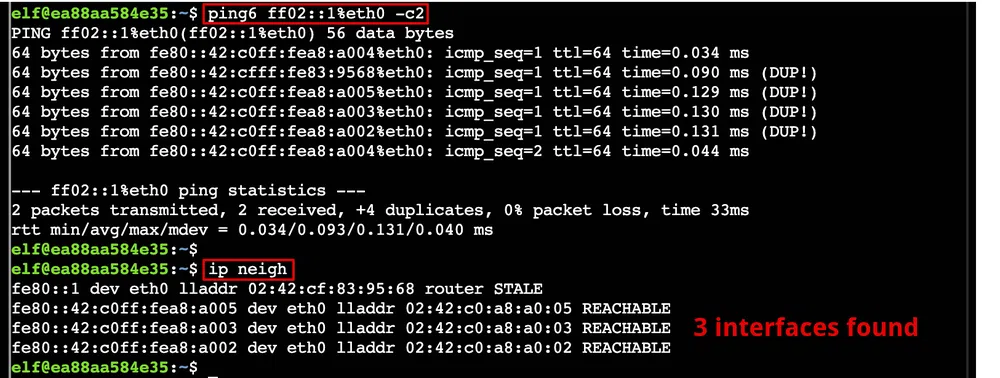 elf@ea88aa584e35:~$ ping6 ff02::1%eth0 -c2
PING ff02::1%eth0(ff02::1%eth0) 56 data bytes
64 bytes from fe80::42:c0ff:fea8:a004%eth0: icmp_seq=1 ttl=64 time=0.034 ms
64 bytes from fe80::42:cfff:fe83:9568%eth0: icmp_seq=1 ttl=64 time=0.090 ms (DUP!)
64 bytes from fe80::42:c0ff:fea8:a005%eth0: icmp_seq=1 ttl=64 time=0.129 ms (DUP!)
64 bytes from fe80::42:c0ff:fea8:a003%eth0: icmp_seq=1 ttl=64 time=0.130 ms (DUP!)
64 bytes from fe80::42:c0ff:fea8:a002%eth0: icmp_seq=1 ttl=64 time=0.131 ms (DUP!)
64 bytes from fe80::42:c0ff:fea8:a004%eth0: icmp_seq=2 ttl=64 time=0.044 ms
--- ff02::1%eth0 ping statistics ---
2 packets transmitted, 2 received, +4 duplicates, 0% packet loss, time 33ms
rtt min/avg/max/mdev = 0.034/0.093/0.131/0.040 ms
elf@ea88aa584e35:~$
elf@ea88aa584e35:~$ ip neigh
fe80::1 dev eth0 lladdr 02:42:cf:83:95:68 router STALE
fe80::42:c0ff:fea8:a005 dev eth0 lladdr 02:42:c0:a8:a0:05 REACHABLE
fe80::42:c0ff:fea8:a003 dev eth0 lladdr 02:42:c0:a8:a0:03 REACHABLE
3 interfaces found
fe80::42:c0ff:fea8:a002 dev eth0 lladdr 02:42:c0:a8:a0:02 REACHABLE
elf@ea88aa584e35:~$